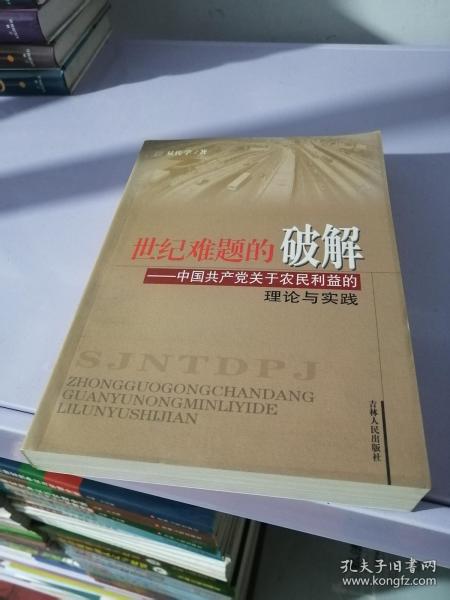 世纪难题的破解
——中国共产党关于农民利益的
理论与实践
SJNTDPJ
ZHONGGUOGONGCHANDANG
GUANYUNONGMINLIYIDE
LILUNYUSHIJIAN
吉林人民出版社
孔夫子旧书网
www.kongfz.com